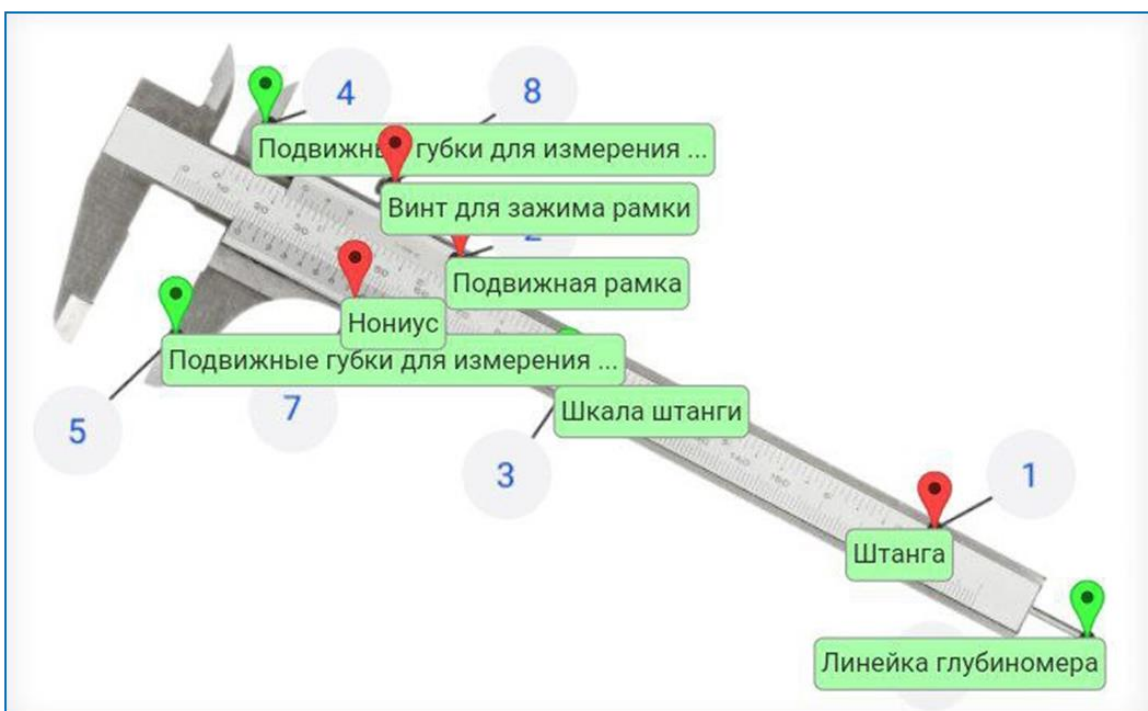 4
8
Подвижные губки для измерения ...
Винт для зажима рамки
2
Подвижная рамка
Нониус
Подвижные губки для измерения ...
Шкала штанги
5
7
3
1
Штанга
Линейка глубиномера